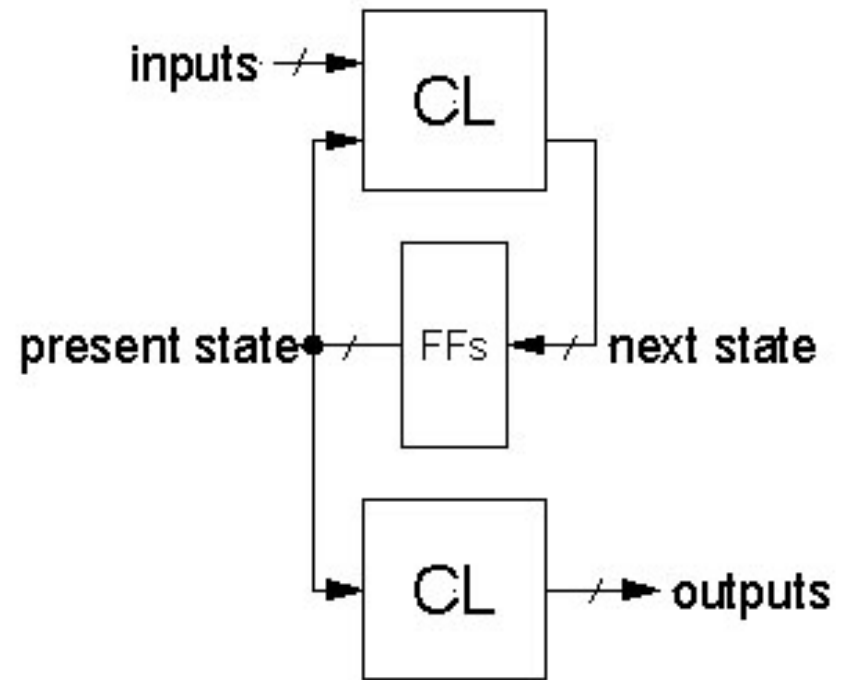 inputs
CL
present state
FFs
next state
CL
outputs